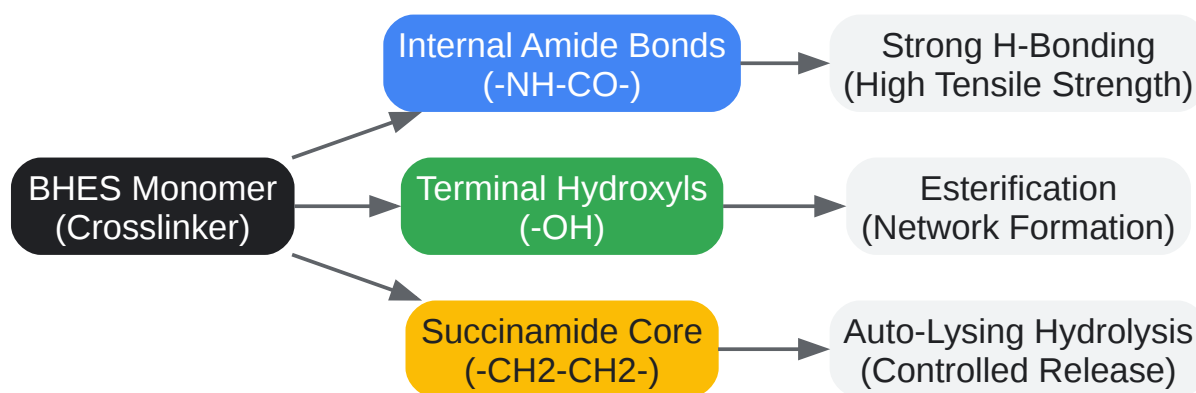 Internal Amide Bonds
(-NH-CO-)
Strong H-Bonding
(High Tensile Strength)
BHES Monomer
(Crosslinker)
Terminal Hydroxyls
(-OH)
Esterification
(Network Formation)
Succinamide Core
(-CH2-CH2-)
Auto-Lysing Hydrolysis
(Controlled Release)